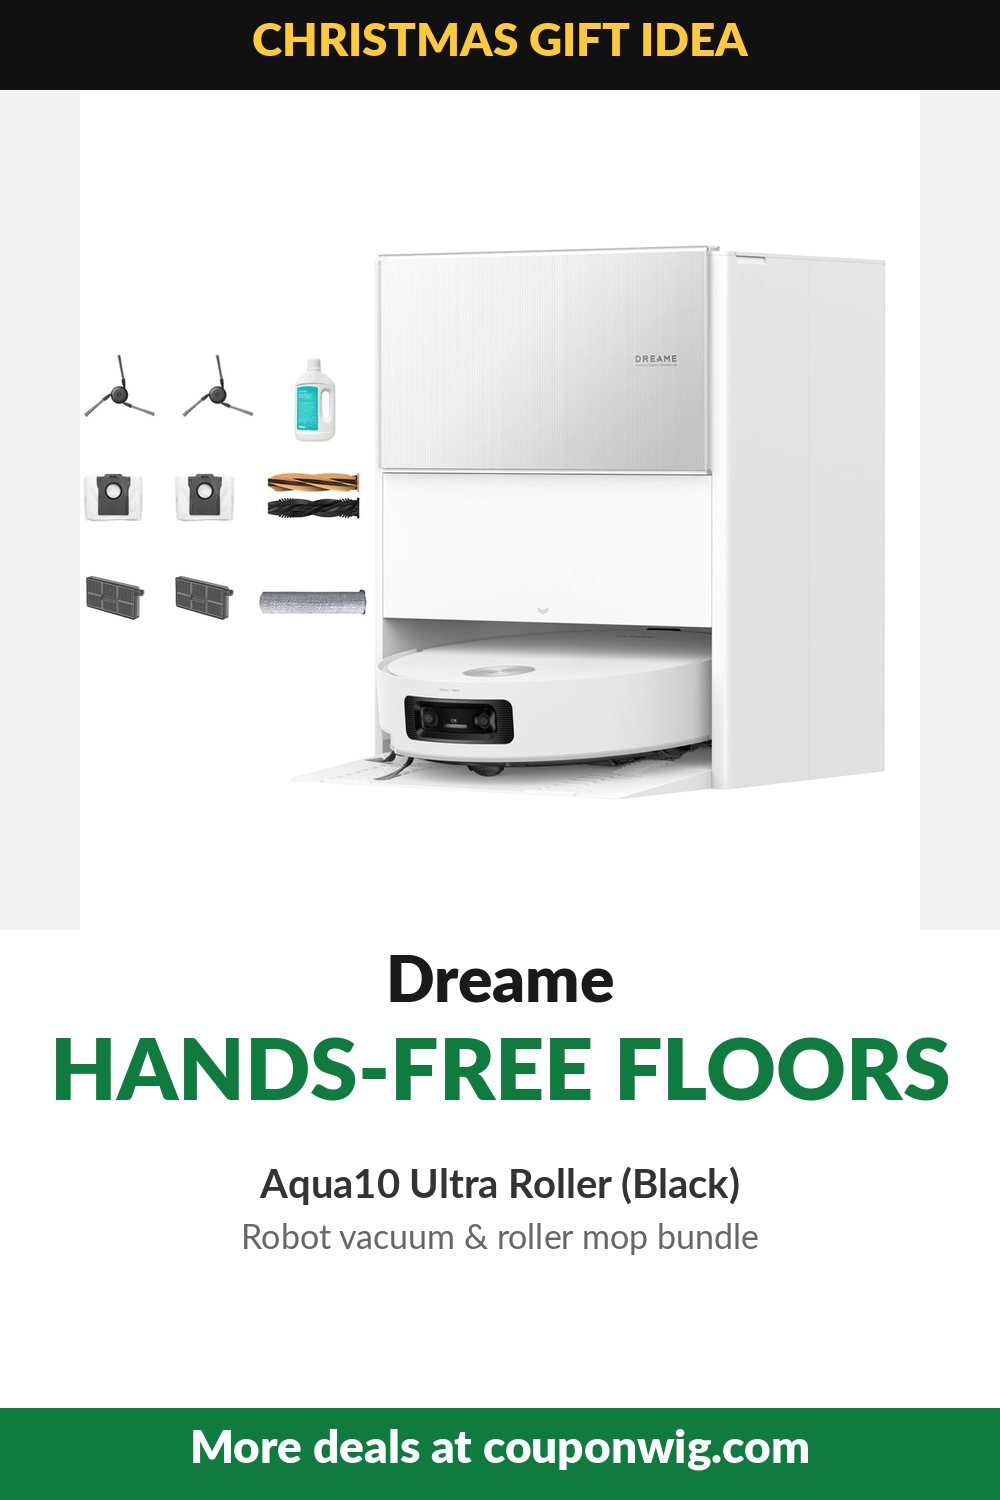 CHRISTMAS GIFT IDEA
DREAME
Dreame
HANDS-FREE FLOORS
Aqua10 Ultra Roller (Black)
Robot vacuum & roller mop bundle
More deals at couponwig.com